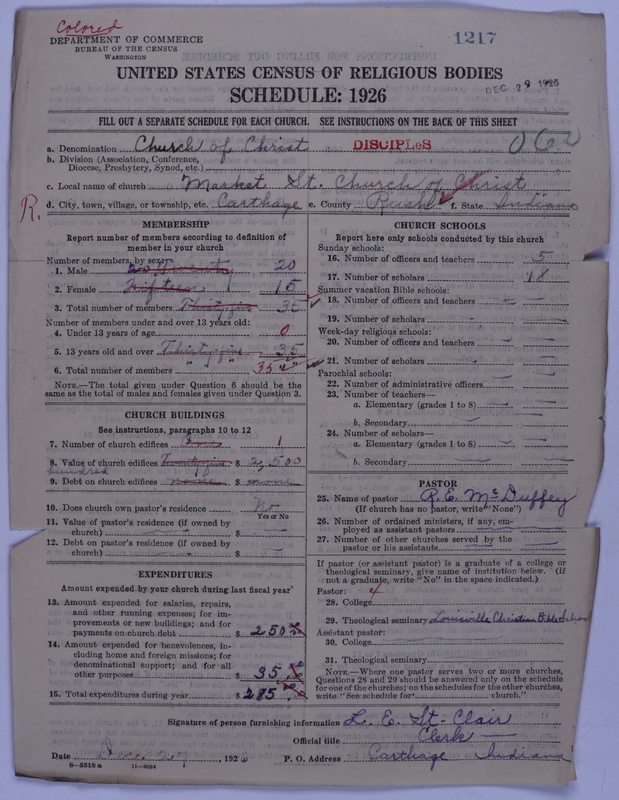 Colored
DEPARTMENT OF COMMERCE
BUREAU OF THE CENSUS
WASHINGTON
1217
UNITED STATES CENSUS OF RELIGIOUS BODIES
SCHEDULE: 1926
DEC 29 1926
FILL OUT A SEPARATE SCHEDULE FOR EACH CHURCH. SEE INSTRUCTIONS ON THE BACK OF THIS SHEET
a. Denomination Church of Christ DISCIPLES
b. Division (Association, Conference,
Diocese, Presbytery, Synod, etc.)
c. Local name of church Market St. Church of Christ
R.
d. City, town, village, or township, etc. Carthage e. County Rush f. State Indiana
MEMBERSHIP
Report number of members according to definition of
member in your church
Number of members, by sex:
1. Male 20
2. Female Fifteen 15
3. Total number of members Thirty five 35
Number of members under and over 13 years old:
4. Under 13 years of age 0
5. 13 years old and over Thirty five 35
6. Total number of members 35
NOTE.—The total given under Question 6 should be the
same as the total of males and females given under Question 3.
CHURCH BUILDINGS
See instructions, paragraphs 10 to 12
7. Number of church edifices One 1
8. Value of church edifices Twenty five $ 2,500
hundred
9. Debt on church edifices none $ none
10. Does church own pastor's residence No
Yes or No
11. Value of pastor's residence (if owned by
church) $
12. Debt on pastor's residence (if owned by
church) $
EXPENDITURES
Amount expended by your church during last fiscal year
13. Amount expended for salaries, repairs,
and other running expenses; for im-
provements or new buildings; and for
payments on church debt $ 250
14. Amount expended for benevolences, in-
cluding home and foreign missions; for
denominational support; and for all
other purposes $ 35
15. Total expenditures during year $ 285
CHURCH SCHOOLS
Report here only schools conducted by this church
Sunday schools:
16. Number of officers and teachers 5
17. Number of scholars 18
Summer vacation Bible schools:
18. Number of officers and teachers
19. Number of scholars
Week-day religious schools:
20. Number of officers and teachers
21. Number of scholars
Parochial schools:
22. Number of administrative officers
23. Number of teachers—
a. Elementary (grades 1 to 8)
b. Secondary
24. Number of scholars—
a. Elementary (grades 1 to 8)
b. Secondary
PASTOR
25. Name of pastor R. E. McDuffey
(If church has no pastor, write "None")
26. Number of ordained ministers, if any, em-
ployed as assistant pastors
27. Number of other churches served by the
pastor or his assistants
If pastor (or assistant pastor) is a graduate of a college or
theological seminary, give name of institution below. (If
not a graduate, write "No" in the space indicated.)
Pastor: 4
28. College
29. Theological seminary Louisville Christian Bible School
Assistant pastor:
30. College
31. Theological seminary
NOTE.—Where one pastor serves two or more churches,
Questions 28 and 29 should be answered only on the schedule
for one of the churches; on the schedules for the other churches,
write "See schedule for church."
Signature of person furnishing information L. E. St-Clair
Official title Clerk
Date Dec. 27, 1926 P. O. Address Carthage Indiana
8-5516 a 11-9564